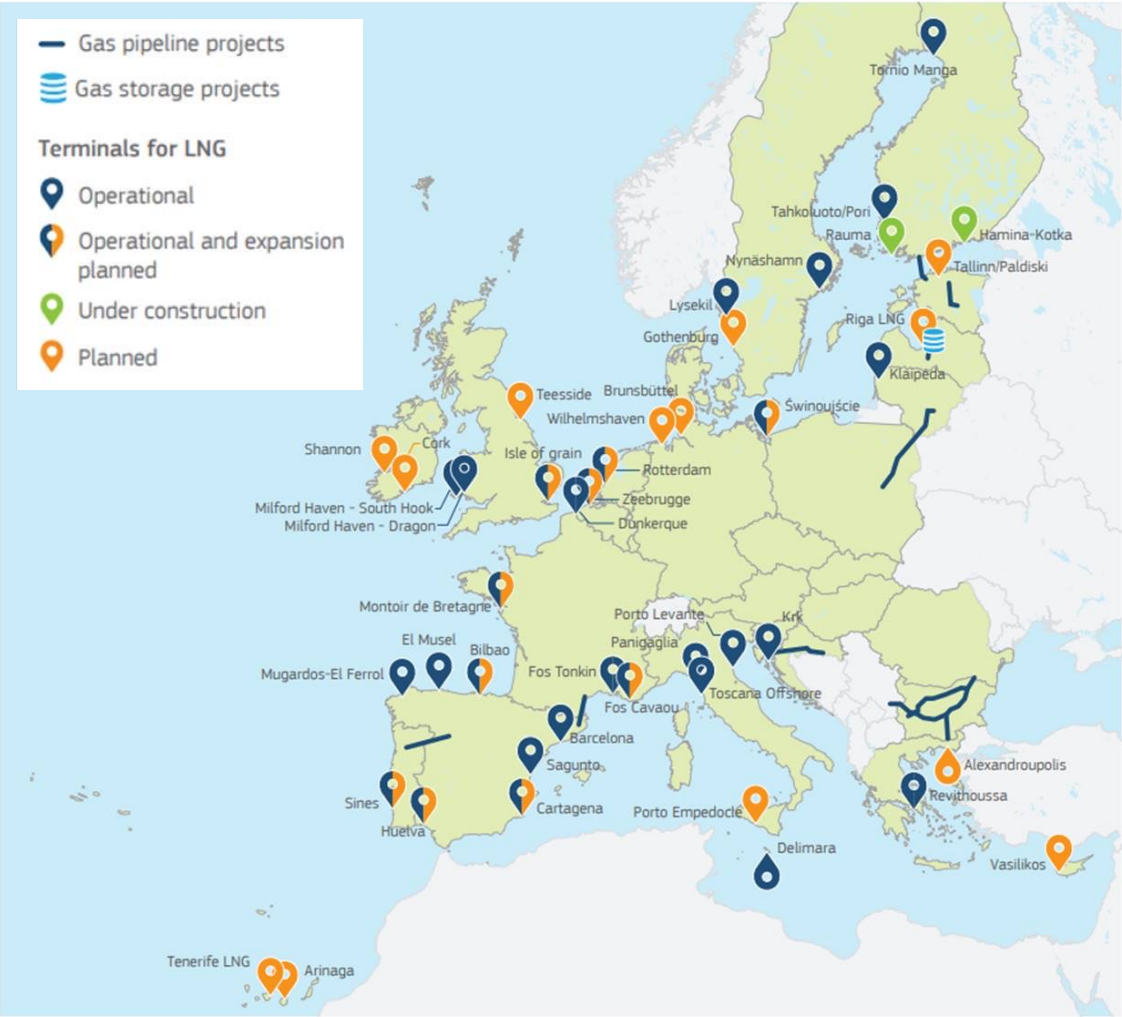 Gas pipeline projects
Gas storage projects
Terminals for LNG
Operational
Operational and expansion
planned
Under construction
Planned
Tornio Manga
Tahkoluoto/Pori
Rauma
Hamina-Kotka
Nynäshamn
Tallinn/Paldiski
Lysekil
Riga LNG
Gothenburg
Klaipėda
Teesside
Brunsbüttel
Świnoujście
Wilhelmshaven
Shannon
Cork
Isle of grain
Rotterdam
Zeebrugge
Milford Haven - South Hook
Milford Haven - Dragon
Dunkerque
Montoir de Bretagne
Porto Levante
Krk
El Musel
Bilbao
Panigaglia
Mugardos-El Ferrol
Fos Tonkin
Toscana Offshore
Fos Cavaou
Barcelona
Sagunto
Alexandroupolis
Revithoussa
Sines
Cartagena
Porto Empedocle
Huelva
Delimara
Vasilikos
Tenerife LNG
Arinaga